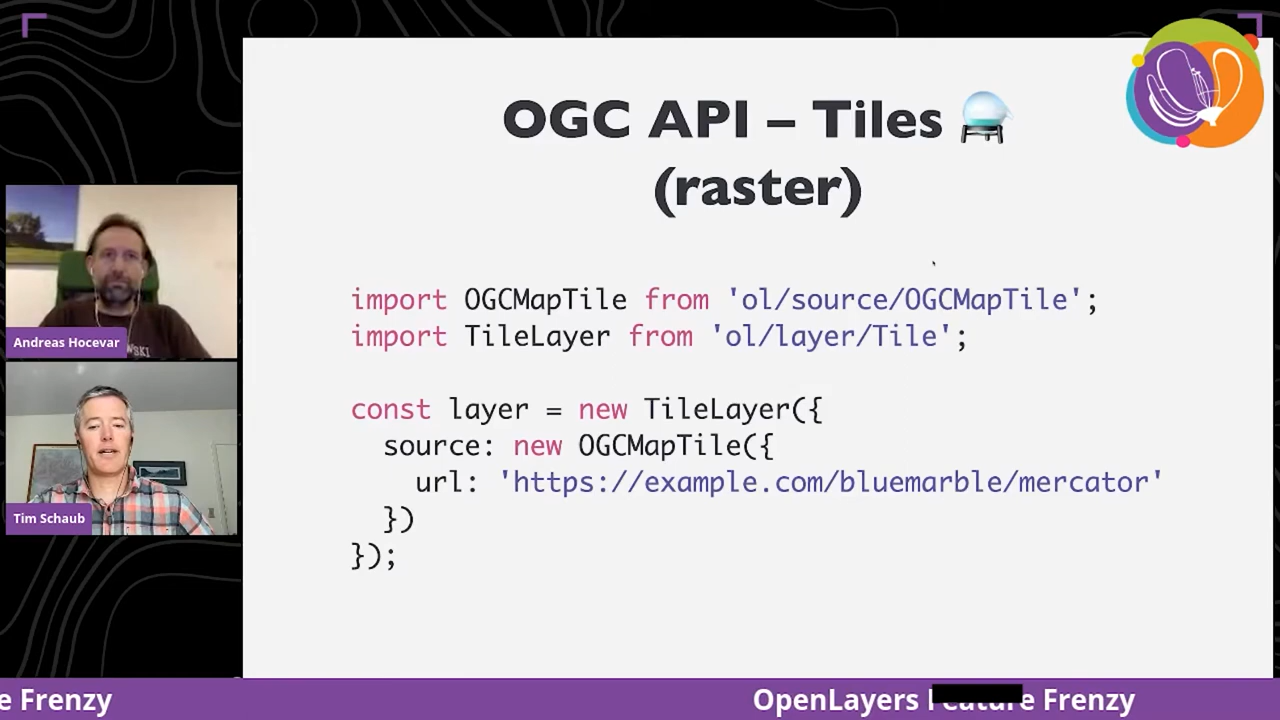 OGC API – Tiles 🔮
(raster)
import OGCMapTile from 'ol/source/OGCMapTile';
import TileLayer from 'ol/layer/Tile';
const layer = new TileLayer({
source: new OGCMapTile({
url: 'https://example.com/bluemarble/mercator'
})
});
Andreas Hocevar
Tim Schaub
e Frenzy
OpenLayers Frenzy